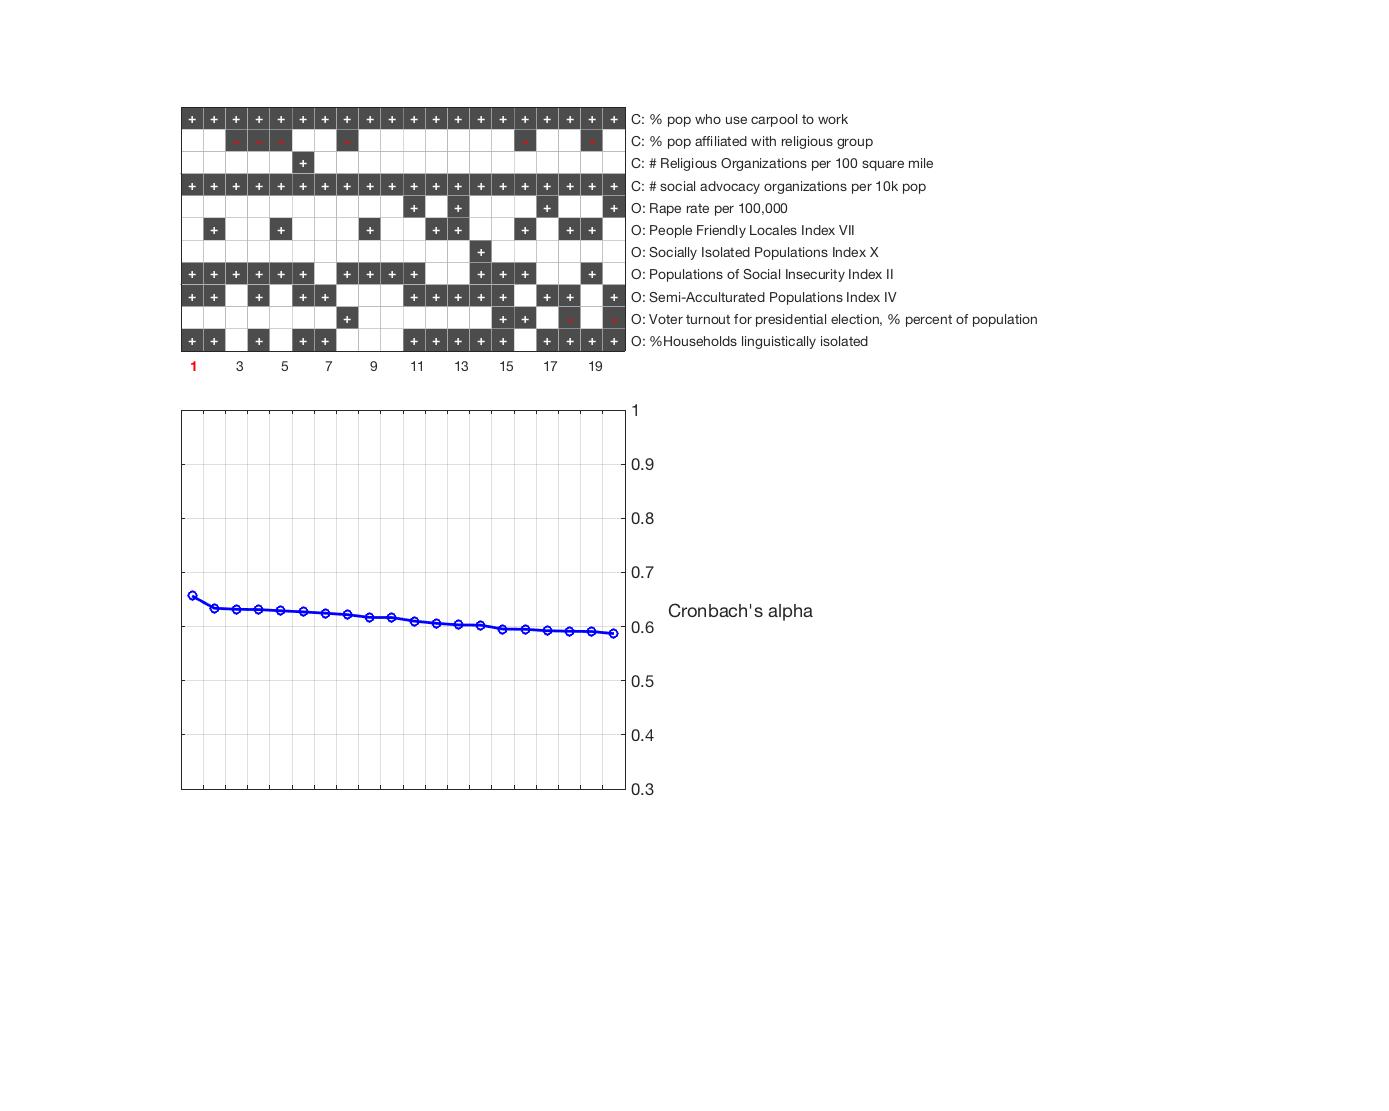 + + + + + + + + + + + + + + + + + + + + C: % pop who use carpool to work
- - - - - - C: % pop affiliated with religious group
+ C: # Religious Organizations per 100 square mile
+ + + + + + + + + + + + + + + + + + + + C: # social advocacy organizations per 10k pop
+ + + + O: Rape rate per 100,000
+ + + + + + + + O: People Friendly Locales Index VII
+ O: Socially Isolated Populations Index X
+ + + + + + + + + + + + + + O: Populations of Social Insecurity Index II
+ + + + + + + + + + + + + O: Semi-Acculturated Populations Index IV
+ + + - - O: Voter turnout for presidential election, % percent of population
+ + + + + + + + + + + + + + O: %Households linguistically isolated
1 3 5 7 9 11 13 15 17 19
1
0.9
0.8
0.7
Cronbach's alpha
0.6
0.5
0.4
0.3